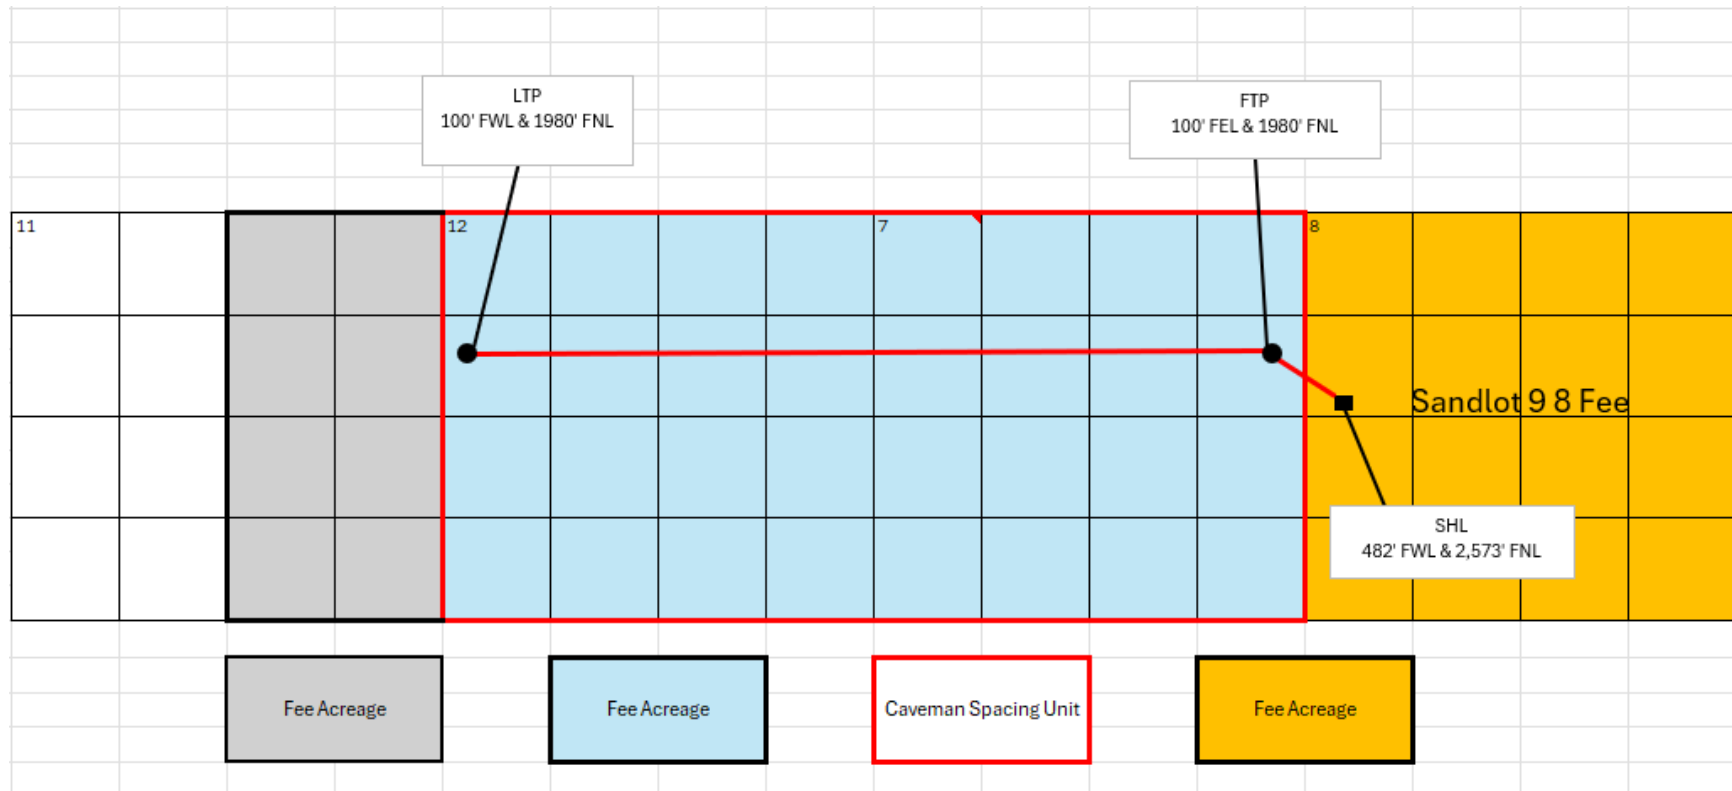 LTP
100' FWL & 1980' FNL
FTP
100' FEL & 1980' FNL
11
12
7
8
Sandlot 9 8 Fee
SHL
482' FWL & 2,573' FNL
Fee Acreage
Fee Acreage
Caveman Spacing Unit
Fee Acreage